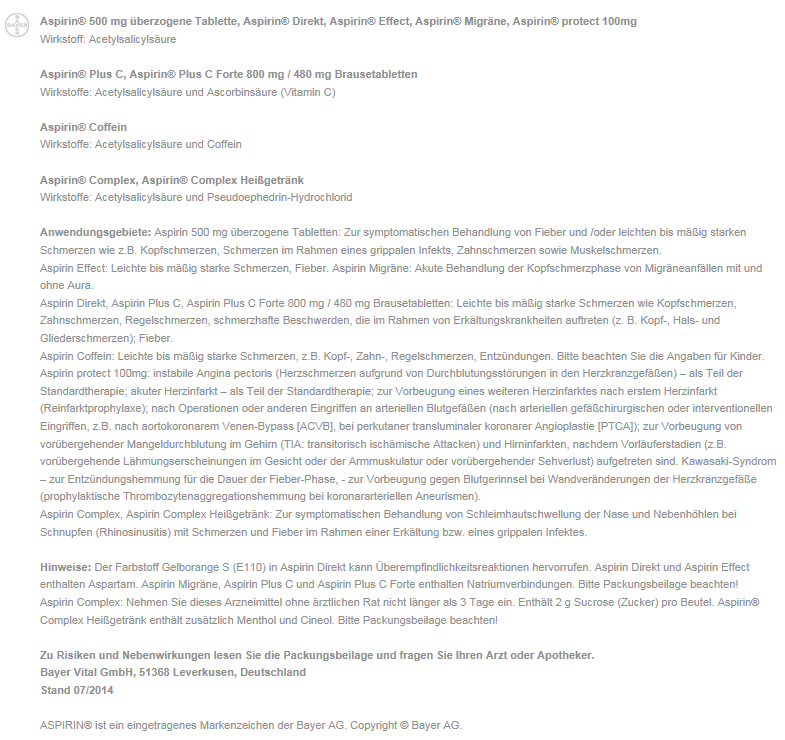 BAYER
Aspirin® 500 mg überzogene Tablette, Aspirin® Direkt, Aspirin® Effect, Aspirin® Migräne, Aspirin® protect 100mg
Wirkstoff: Acetylsalicylsäure
Aspirin® Plus C, Aspirin® Plus C Forte 800 mg / 480 mg Brausetabletten
Wirkstoffe: Acetylsalicylsäure und Ascorbinsäure (Vitamin C)
Aspirin® Coffein
Wirkstoffe: Acetylsalicylsäure und Coffein
Aspirin® Complex, Aspirin® Complex Heißgetränk
Wirkstoffe: Acetylsalicylsäure und Pseudoephedrin-Hydrochlorid
Anwendungsgebiete: Aspirin 500 mg überzogene Tabletten: Zur symptomatischen Behandlung von Fieber und /oder leichten bis mäßig starken
Schmerzen wie z.B. Kopfschmerzen, Schmerzen im Rahmen eines grippalen Infekts, Zahnschmerzen sowie Muskelschmerzen.
Aspirin Effect: Leichte bis mäßig starke Schmerzen, Fieber. Aspirin Migräne: Akute Behandlung der Kopfschmerzphase von Migräneanfällen mit und
ohne Aura.
Aspirin Direkt, Aspirin Plus C, Aspirin Plus C Forte 800 mg / 480 mg Brausetabletten: Leichte bis mäßig starke Schmerzen wie Kopfschmerzen,
Zahnschmerzen, Regelschmerzen, schmerzhafte Beschwerden, die im Rahmen von Erkältungskrankheiten auftreten (z. B. Kopf-, Hals- und
Gliederschmerzen); Fieber.
Aspirin Coffein: Leichte bis mäßig starke Schmerzen, z.B. Kopf-, Zahn-, Regelschmerzen, Entzündungen. Bitte beachten Sie die Angaben für Kinder.
Aspirin protect 100mg: instabile Angina pectoris (Herzschmerzen aufgrund von Durchblutungsstörungen in den Herzkranzgefäßen) – als Teil der
Standardtherapie; akuter Herzinfarkt – als Teil der Standardtherapie; zur Vorbeugung eines weiteren Herzinfarktes nach erstem Herzinfarkt
(Reinfarktprophylaxe); nach Operationen oder anderen Eingriffen an arteriellen Blutgefäßen (nach arteriellen gefäßchirurgischen oder interventionellen
Eingriffen, z.B. nach aortokoronarem Venen-Bypass [ACVB], bei perkutaner transluminaler koronarer Angioplastie [PTCA]); zur Vorbeugung von
vorübergehender Mangeldurchblutung im Gehirn (TIA: transitorisch ischämische Attacken) und Hirninfarkten, nachdem Vorläuferstadien (z.B.
vorübergehende Lähmungserscheinungen im Gesicht oder der Armmuskulatur oder vorübergehender Sehverlust) aufgetreten sind. Kawasaki-Syndrom
– zur Entzündungshemmung für die Dauer der Fieber-Phase, - zur Vorbeugung gegen Blutgerinnsel bei Wandveränderungen der Herzkranzgefäße
(prophylaktische Thrombozytenaggregationshemmung bei koronararteriellen Aneurismen).
Aspirin Complex, Aspirin Complex Heißgetränk: Zur symptomatischen Behandlung von Schleimhautschwellung der Nase und Nebenhöhlen bei
Schnupfen (Rhinosinusitis) mit Schmerzen und Fieber im Rahmen einer Erkältung bzw. eines grippalen Infektes.
Hinweise: Der Farbstoff Gelborange S (E110) in Aspirin Direkt kann Überempfindlichkeitsreaktionen hervorrufen. Aspirin Direkt und Aspirin Effect
enthalten Aspartam. Aspirin Migräne, Aspirin Plus C und Aspirin Plus C Forte enthalten Natriumverbindungen. Bitte Packungsbeilage beachten!
Aspirin Complex: Nehmen Sie dieses Arzneimittel ohne ärztlichen Rat nicht länger als 3 Tage ein. Enthält 2 g Sucrose (Zucker) pro Beutel. Aspirin®
Complex Heißgetränk enthält zusätzlich Menthol und Cineol. Bitte Packungsbeilage beachten!
Zu Risiken und Nebenwirkungen lesen Sie die Packungsbeilage und fragen Sie Ihren Arzt oder Apotheker.
Bayer Vital GmbH, 51368 Leverkusen, Deutschland
Stand 07/2014
ASPIRIN® ist ein eingetragenes Markenzeichen der Bayer AG. Copyright © Bayer AG.